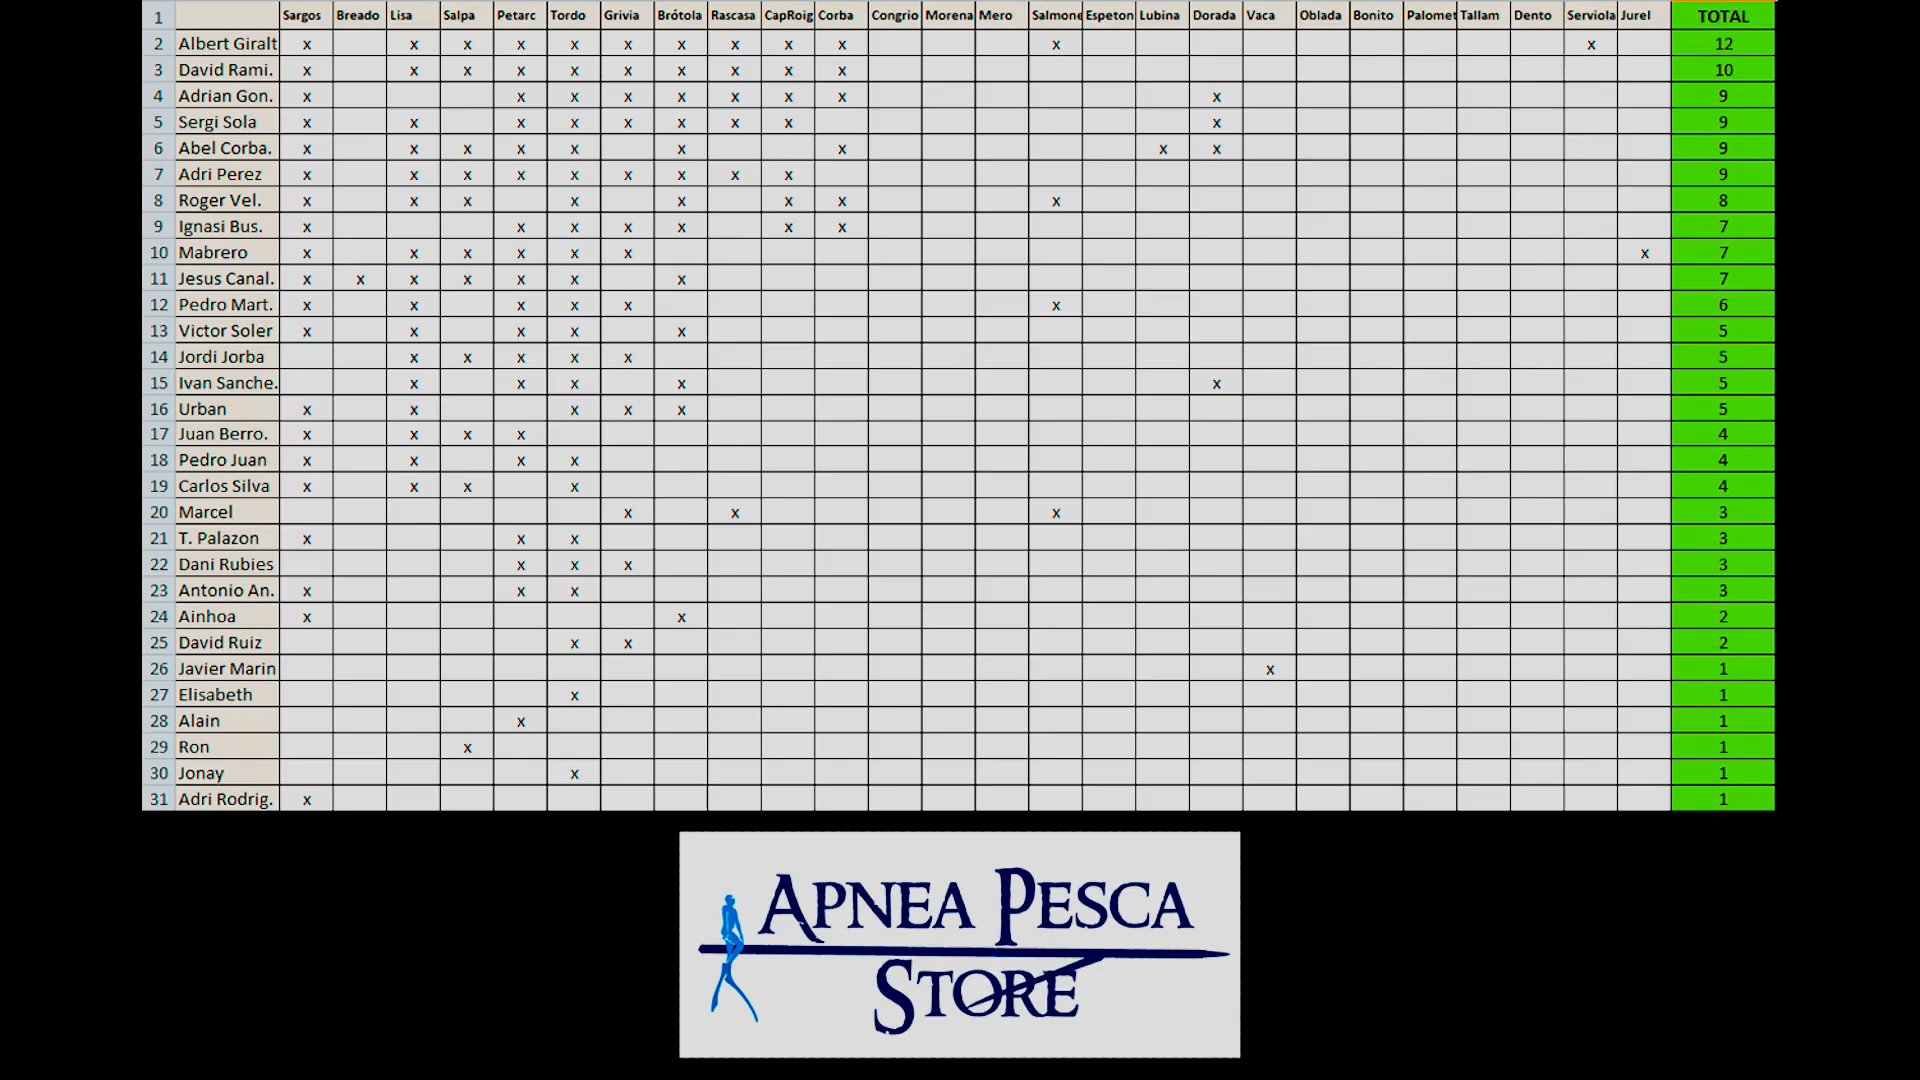 1 Sargos Breado Lisa Salpa Petarc Tordo Grivia Brótola Rascasa CapRoig Corba Congrio Morena Mero Salmone Espeton Lubina Dorada Vaca Oblada Bonito Palomet Tallam Dento Serviola Jurel TOTAL
2 Albert Giralt x x x x x x x x x x x x 12
3 David Rami. x x x x x x x x x x 10
4 Adrian Gon. x x x x x x x x x 9
5 Sergi Sola x x x x x x x x x 9
6 Abel Corba. x x x x x x x x x 9
7 Adri Perez x x x x x x x x x 9
8 Roger Vel. x x x x x x x x 8
9 Ignasi Bus. x x x x x x x 7
10 Mabrero x x x x x x x 7
11 Jesus Canal. x x x x x x x 7
12 Pedro Mart. x x x x x x 6
13 Victor Soler x x x x x 5
14 Jordi Jorba x x x x x 5
15 Ivan Sanche. x x x x x 5
16 Urban x x x x x 5
17 Juan Berro. x x x x 4
18 Pedro Juan x x x x 4
19 Carlos Silva x x x x 4
20 Marcel x x x 3
21 T. Palazon x x x 3
22 Dani Rubies x x x 3
23 Antonio An. x x x 3
24 Ainhoa x x 2
25 David Ruiz x x 2
26 Javier Marin x 1
27 Elisabeth x 1
28 Alain x 1
29 Ron x 1
30 Jonay x 1
31 Adri Rodrig. x 1
APNEA PESCA
STORE